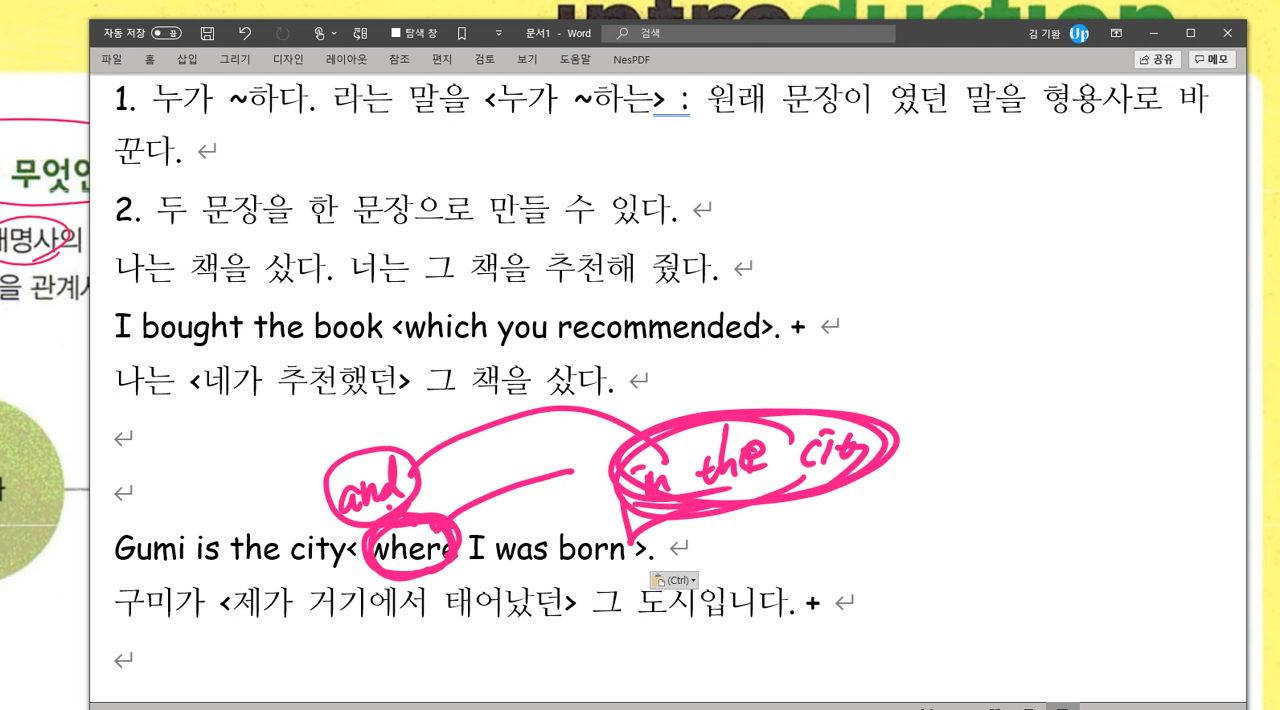 introduction
자동 저장 끔 탐색 창 문서1 - Word 검색 김 기환 Up
파일 홈 삽입 그리기 디자인 레이아웃 참조 편지 검토 보기 도움말 NesPDF 공유 메모
1. 누가 ~하다. 라는 말을 <누가 ~하는> : 원래 문장이 였던 말을 형용사로 바
꾼다.
무엇인
2. 두 문장을 한 문장으로 만들 수 있다.
대명사의
나는 책을 샀다. 너는 그 책을 추천해 줬다.
을 관계사
I bought the book <which you recommended>. +
나는 <네가 추천했던> 그 책을 샀다.
in the city
and
Gumi is the city< where I was born >.
(Ctrl)
구미가 <제가 거기에서 태어났던> 그 도시입니다. +